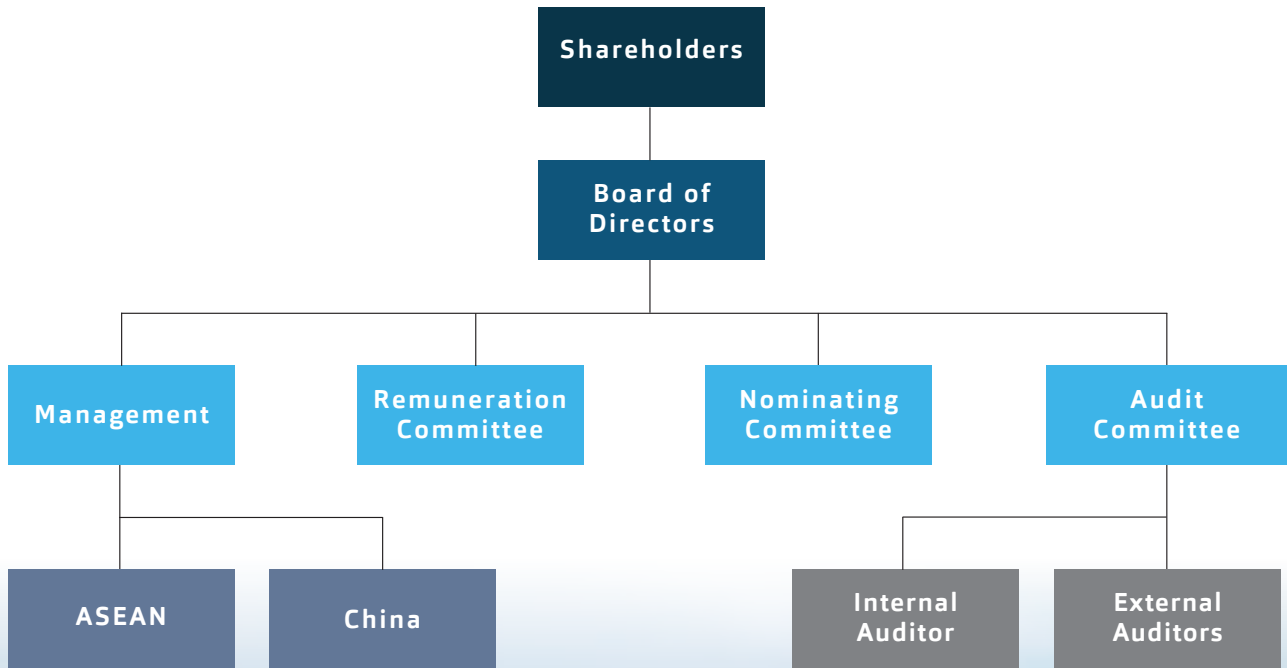 Shareholders
Board of
Directors
Management
Remuneration
Committee
Nominating
Committee
Audit
Committee
ASEAN
China
Internal
Auditor
External
Auditors